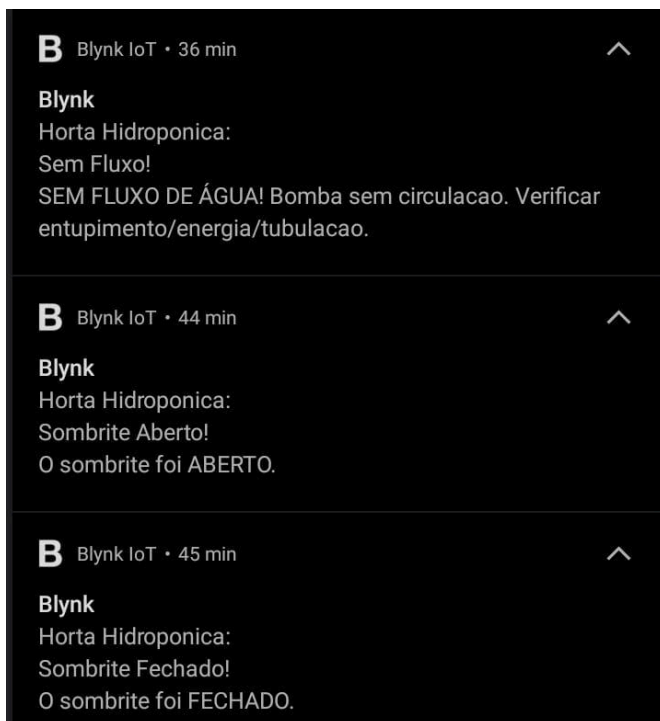 B Blynk IoT • 36 min
Blynk
Horta Hidroponica:
Sem Fluxo!
SEM FLUXO DE ÁGUA! Bomba sem circulacao. Verificar
entupimento/energia/tubulacao.
B Blynk IoT • 44 min
Blynk
Horta Hidroponica:
Sombrite Aberto!
O sombrite foi ABERTO.
B Blynk IoT • 45 min
Blynk
Horta Hidroponica:
Sombrite Fechado!
O sombrite foi FECHADO.